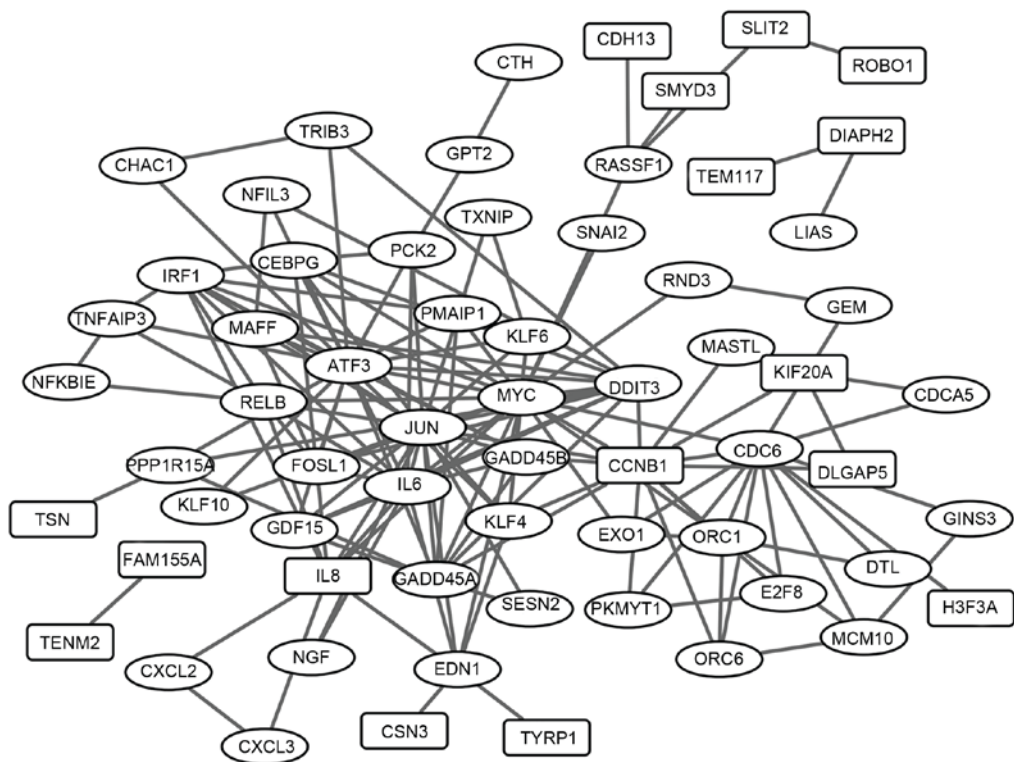 SLIT2
CDH13
ROBO1
CTH
SMYD3
TRIB3
DIAPH2
CHAC1
GPT2
RASSF1
TEM117
NFIL3
TXNIP
SNAI2
LIAS
PCK2
CEBPG
IRF1
RND3
GEM
TNFAIP3
MAFF
PMAIP1
KLF6
MASTL
ATF3
KIF20A
NFKBIE
DDIT3
RELB
MYC
CDCA5
JUN
CDC6
GADD45B
PPP1R15A
FOSL1
CCNB1
DLGAP5
IL6
KLF10
TSN
GDF15
KLF4
EXO1
ORC1
GINS3
FAM155A
IL8
GADD45A
DTL
E2F8
SESN2
PKMYT1
H3F3A
TENM2
MCM10
NGF
ORC6
CXCL2
EDN1
CSN3
TYRP1
CXCL3